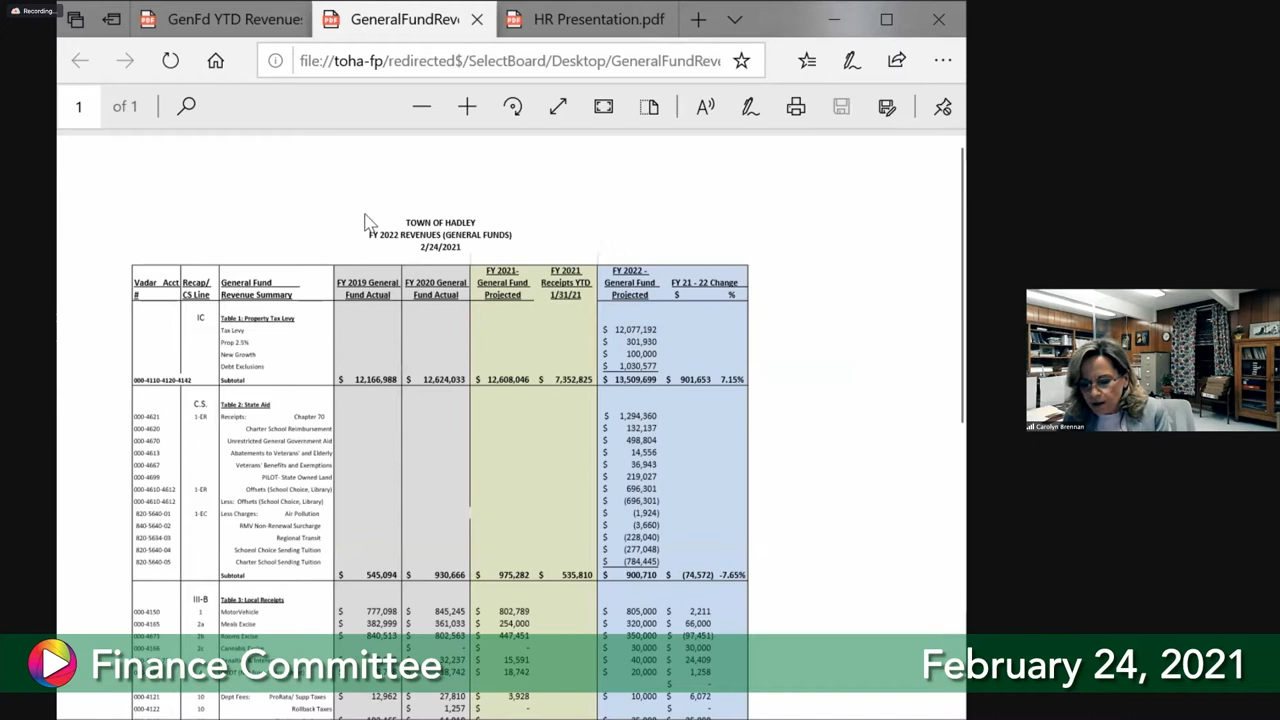 Recording...
GenFd YTD Revenues
GeneralFundReve
HR Presentation.pdf
file://toha-fp/redirected$/SelectBoard/Desktop/GeneralFundReve
1 of 1
TOWN OF HADLEY
FY 2022 REVENUES (GENERAL FUNDS)
2/24/2021
Vadar Acct # Recap/ CS Line General Fund Revenue Summary FY 2019 General Fund Actual FY 2020 General Fund Actual FY 2021- General Fund Projected FY 2021 Receipts YTD 1/31/21 FY 2022 - General Fund Projected FY 21 - 22 Change $ %
IC Table 1: Property Tax Levy
Tax Levy $ 12,077,192
Prop 2.5% $ 301,930
New Growth $ 100,000
Debt Exclusions $ 1,030,577
000-4110-4120-4142 Subtotal $ 12,166,988 $ 12,624,033 $ 12,608,046 $ 7,352,825 $ 13,509,699 $ 901,653 7.15%
C.S. Table 2: State Aid
000-4621 1-ER Receipts: Chapter 70 $ 1,294,360
000-4620 Charter School Reimbursement $ 132,137
000-4670 Unrestricted General Government Aid $ 498,804
000-4613 Abatements to Veterans' and Elderly $ 14,556
000-4667 Veterans' Benefits and Exemptions $ 36,943
000-4699 PILOT- State Owned Land $ 219,027
000-4610-4612 1-ER Offsets (School Choice, Library) $ 696,301
000-4610-4612 Less: Offsets (School Choice, Library) $ (696,301)
820-5640-01 1-EC Less Charges: Air Pollution $ (1,924)
840-5640-02 RMV Non-Renewal Surcharge $ (3,660)
820-5634-03 Regional Transit $ (228,040)
820-5640-04 Schoeol Choice Sending Tuition $ (277,048)
820-5640-05 Charter School Sending Tuition $ (784,445)
Subtotal $ 545,094 $ 930,666 $ 975,282 $ 535,810 $ 900,710 $ (74,572) -7.65%
III-B Table 3: Local Receipts
000-4150 1 MotorVehicle $ 777,098 $ 845,245 $ 802,789 $ 805,000 $ 2,211
000-4165 2a Meals Excise $ 382,999 $ 361,033 $ 254,000 $ 320,000 $ 66,000
000-4673 2b Rooms Excise $ 840,513 $ 802,563 $ 447,451 $ 350,000 $ (97,451)
000-4166 2c Cannabis $ - $ - $ 30,000 $ 30,000
32,237 $ 15,591 $ 40,000 $ 24,409
$ 18,742 $ 20,000 $ 1,258
000-4121 10 Dept Fees: ProRata/ Supp Taxes $ 12,962 $ 27,810 $ 3,928 $ 10,000 $ 6,072
000-4122 10 Rollback Taxes $ 1,257 $ -
Carolyn Brennan
Finance Committee
February 24, 2021